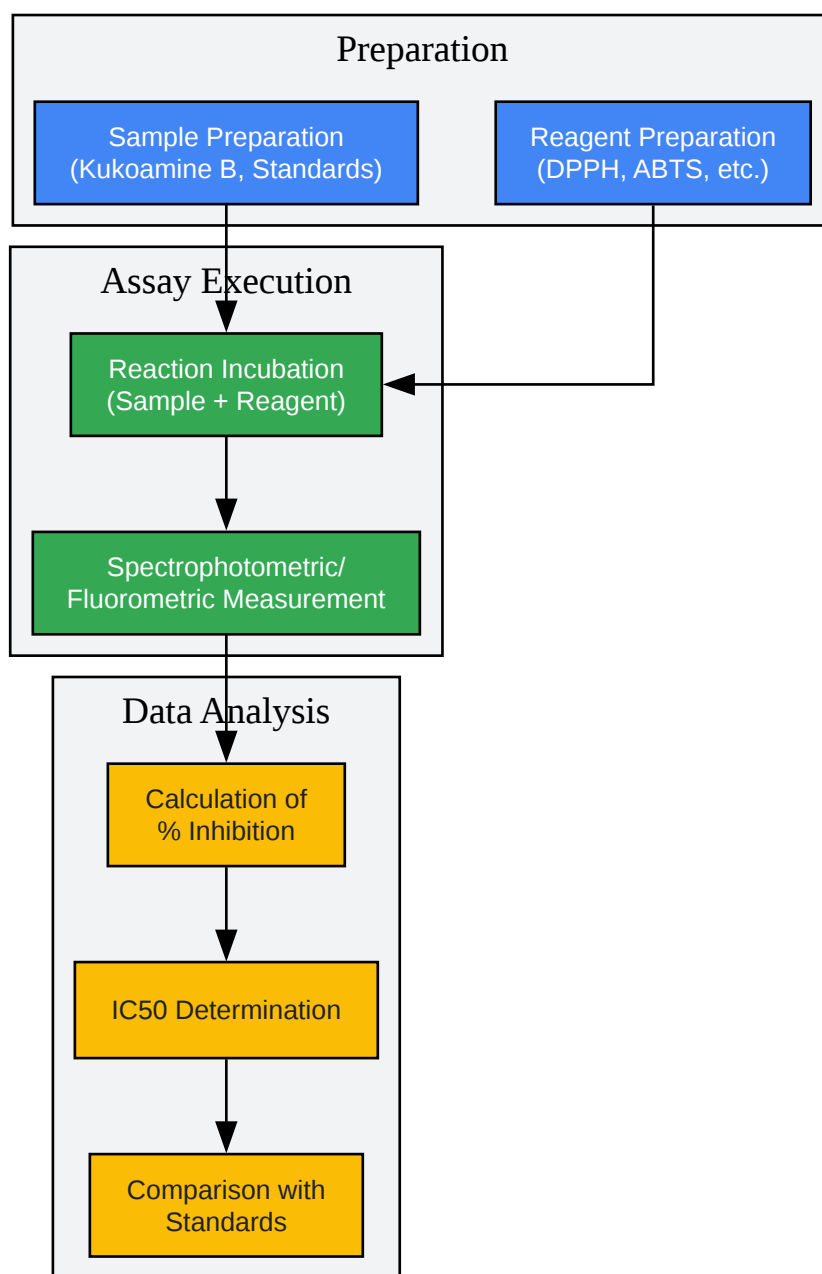 Preparation
Sample Preparation
(Kukoamine B, Standards)
Reagent Preparation
(DPPH, ABTS, etc.)
Assay Execution
Reaction Incubation
(Sample + Reagent)
Spectrophotometric/
Fluorometric Measurement
Data Analysis
Calculation of
% Inhibition
IC50 Determination
Comparison with
Standards